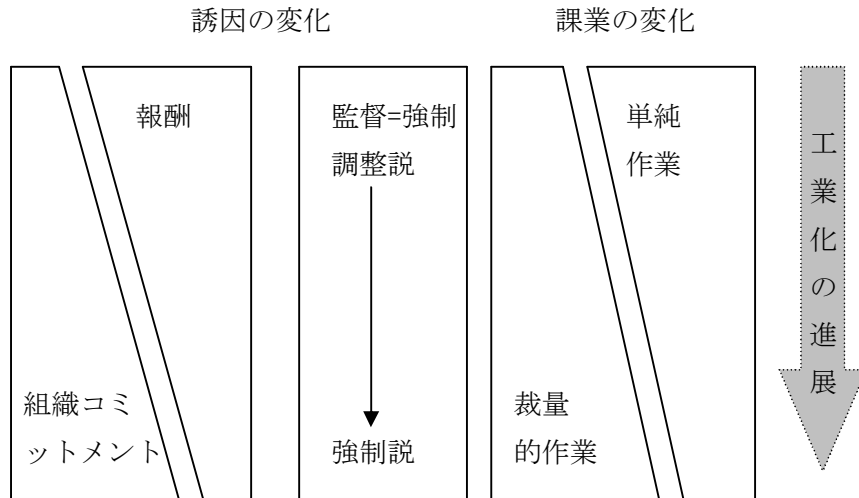 誘因の変化
課業の変化
報酬
監督=強制
調整説
単純
作業
組織コミ
ットメント
強制説
裁量
的作業
工業化の進展